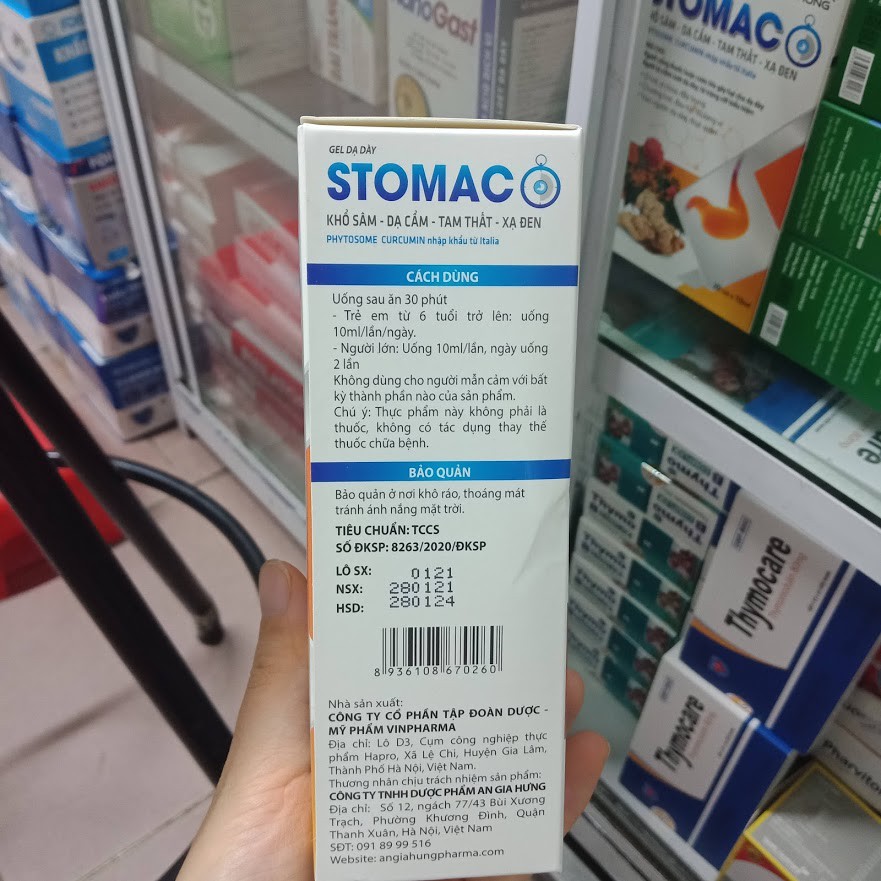 GEL DẠ DÀY
STOMAC
KHỔ SÂM - DẠ CẨM - TAM THẤT - XẠ ĐEN
PHYTOSOME CURCUMIN nhập khẩu từ Italia
CÁCH DÙNG
Uống sau ăn 30 phút
- Trẻ em từ 6 tuổi trở lên: uống
10ml/lần/ngày.
- Người lớn: Uống 10ml/lần, ngày uống
2 lần
Không dùng cho người mẫn cảm với bất
kỳ thành phần nào của sản phẩm.
Chú ý: Thực phẩm này không phải là
thuốc, không có tác dụng thay thế
thuốc chữa bệnh.
BẢO QUẢN
Bảo quản ở nơi khô ráo, thoáng mát
tránh ánh nắng mặt trời.
TIÊU CHUẨN: TCCS
SỐ ĐKSP: 8263/2020/ĐKSP
LÔ SX: 0121
NSX: 280121
HSD: 280124
8 936108 670260
Nhà sản xuất:
CÔNG TY CỔ PHẦN TẬP ĐOÀN DƯỢC -
MỸ PHẨM VINPHARMA
Địa chỉ: Lô D3, Cụm công nghiệp thực
phẩm Hapro, Xã Lệ Chi, Huyện Gia Lâm,
Thành Phố Hà Nội, Việt Nam.
Thương nhân chịu trách nhiệm sản phẩm:
CÔNG TY TNHH DƯỢC PHẨM AN GIA HƯNG
Địa chỉ: Số 12, ngách 77/43 Bùi Xương
Trạch, Phường Khương Đình, Quận
Thanh Xuân, Hà Nội, Việt Nam
SĐT: 091 89 99 516
Website: angiahungpharma.com
STOMAC
KHỔ SÂM - DẠ CẨM - TAM THẤT - XẠ ĐEN
PHYTOSOME CURCUMIN nhập khẩu từ Italia
Thymo
Thymocare
Thymocare